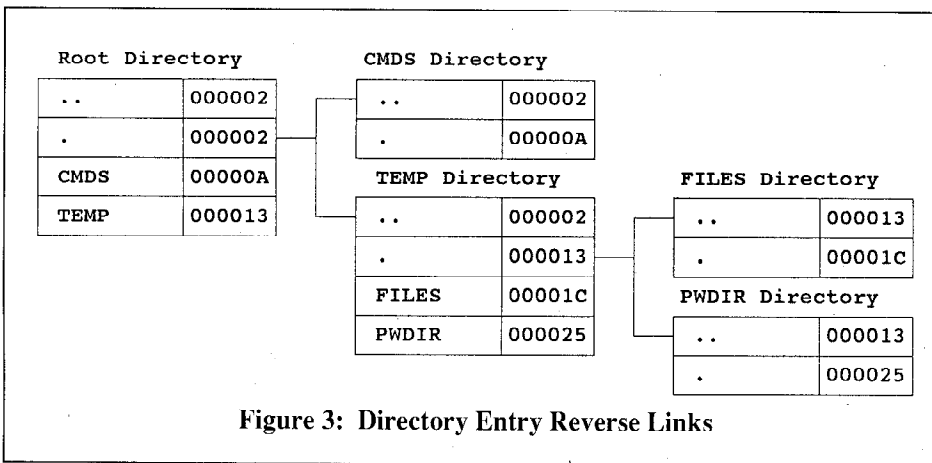 Root Directory
.. 000002
. 000002
CMDS 00000A
TEMP 000013
CMDS Directory
.. 000002
. 00000A
TEMP Directory
.. 000002
. 000013
FILES 00001C
PWDIR 000025
FILES Directory
.. 000013
. 00001C
PWDIR Directory
.. 000013
. 000025
Figure 3: Directory Entry Reverse Links